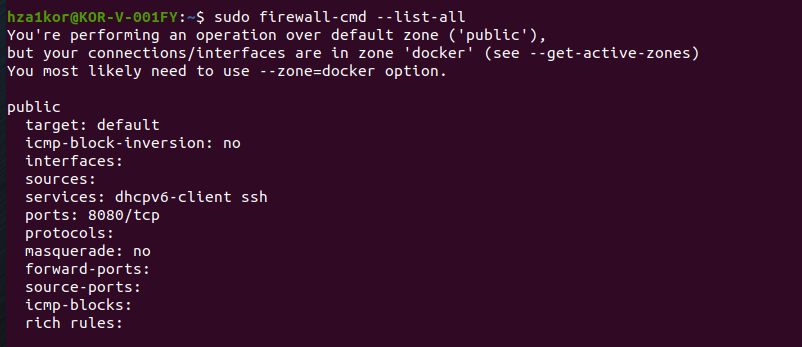 hza1kor@KOR-V-001FY:~$ sudo firewall-cmd --list-all
You're performing an operation over default zone ('public'),
but your connections/interfaces are in zone 'docker' (see --get-active-zones)
You most likely need to use --zone=docker option.
public
target: default
icmp-block-inversion: no
interfaces:
sources:
services: dhcpv6-client ssh
ports: 8080/tcp
protocols:
masquerade: no
forward-ports:
source-ports:
icmp-blocks:
rich rules: